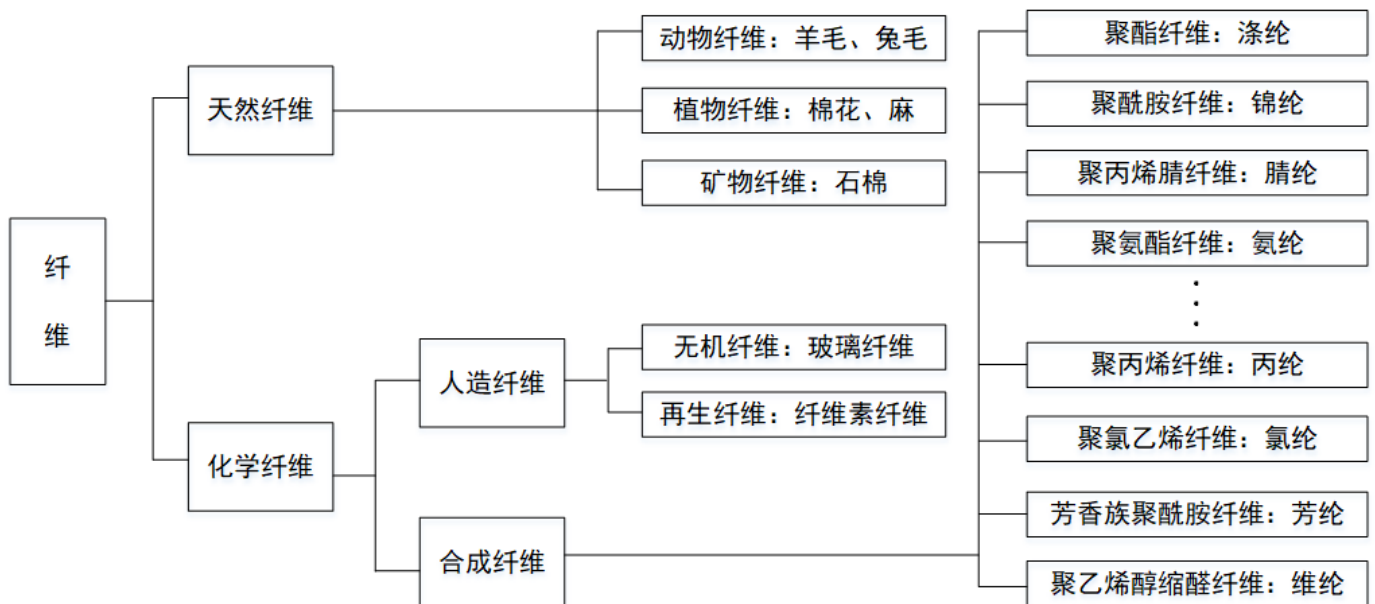 纤
维
天然纤维
动物纤维：羊毛、兔毛
植物纤维：棉花、麻
矿物纤维：石棉
化学纤维
人造纤维
无机纤维：玻璃纤维
再生纤维：纤维素纤维
合成纤维
聚酯纤维：涤纶
聚酰胺纤维：锦纶
聚丙烯腈纤维：腈纶
聚氨酯纤维：氨纶
聚丙烯纤维：丙纶
聚氯乙烯纤维：氯纶
芳香族聚酰胺纤维：芳纶
聚乙烯醇缩醛纤维：维纶